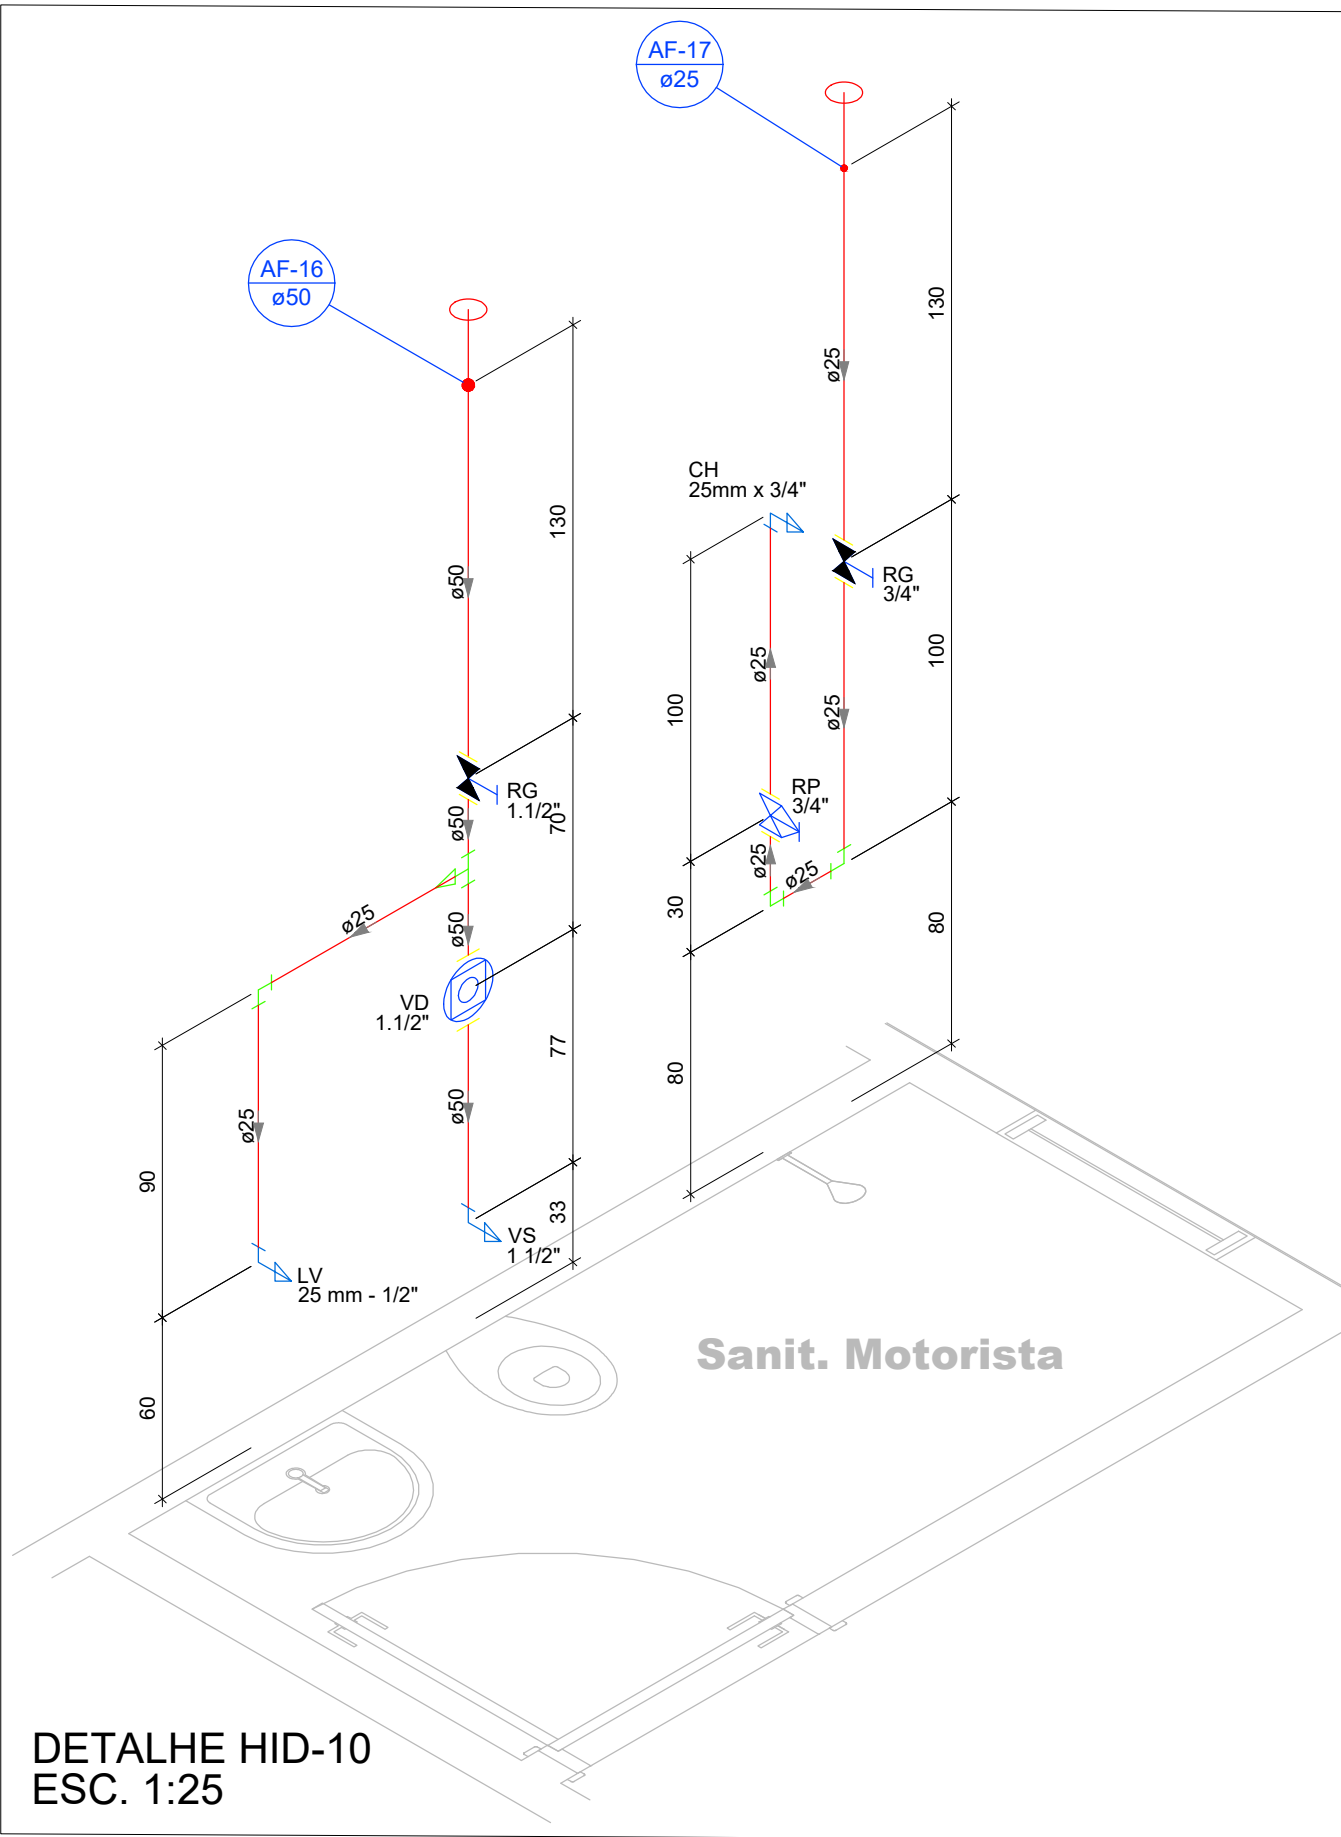 AF-17
ø25
AF-16
ø50
130
ø25
CH
25mm x 3/4"
130
ø50
RG
3/4"
100
ø25
ø25
100
RP
3/4"
RG
1.1/2"
70
ø50
ø25
ø25
30
80
ø25
ø50
VD
1.1/2"
77
80
ø50
ø25
90
33
VS
1 1/2"
LV
25 mm - 1/2"
Sanit. Motorista
60
DETALHE HID-10
ESC. 1:25